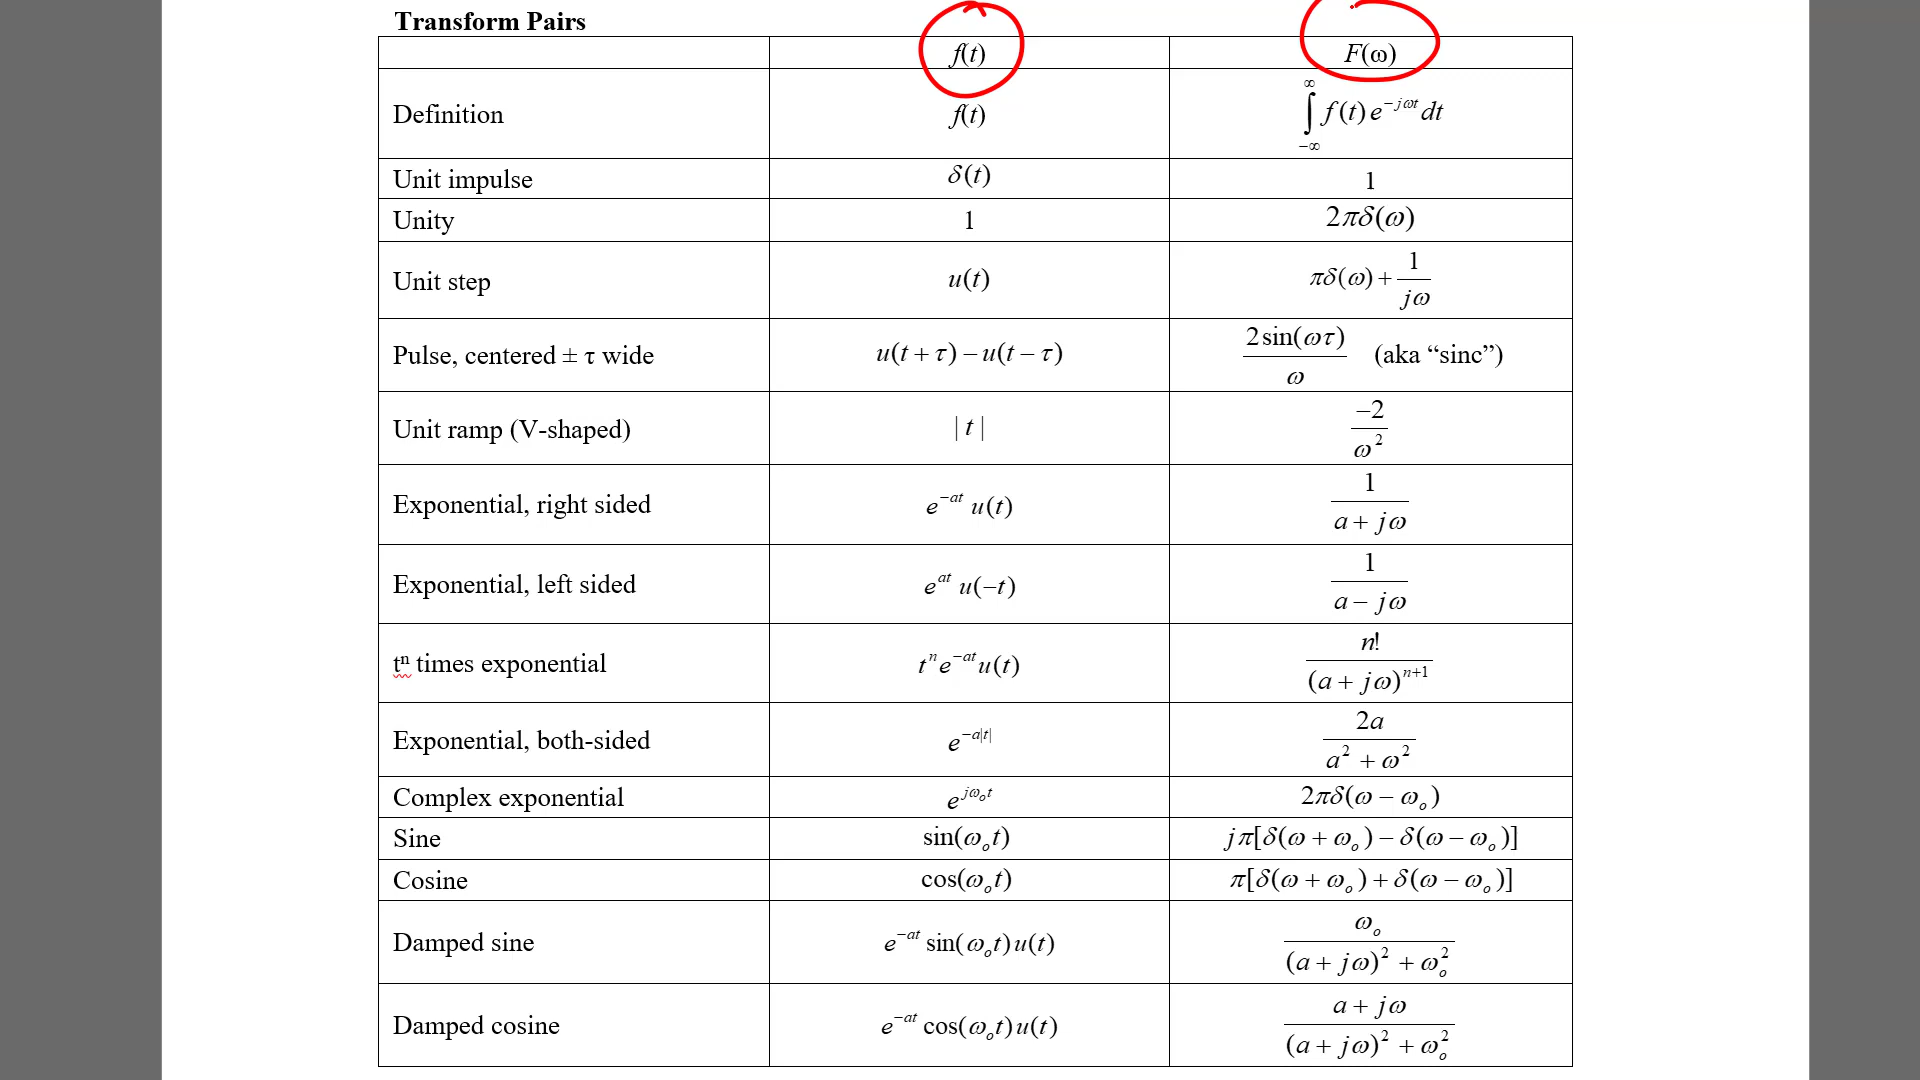 Transform Pairs
f(t) F(ω)
Definition f(t) ∫_{−∞}^{∞} f(t) e^{−jωt} dt
Unit impulse δ(t) 1
Unity 1 2πδ(ω)
Unit step u(t) πδ(ω) + 1/(jω)
Pulse, centered ± τ wide u(t + τ) − u(t − τ) 2sin(ωτ)/ω (aka “sinc”)
Unit ramp (V-shaped) | t | −2/ω²
Exponential, right sided e^{−at} u(t) 1/(a + jω)
Exponential, left sided e^{at} u(−t) 1/(a − jω)
tⁿ times exponential tⁿe^{−at}u(t) n!/(a + jω)^{n+1}
Exponential, both-sided e^{−a|t|} 2a/(a² + ω²)
Complex exponential e^{jω_o t} 2πδ(ω − ω_o)
Sine sin(ω_o t) jπ[δ(ω + ω_o) − δ(ω − ω_o)]
Cosine cos(ω_o t) π[δ(ω + ω_o) + δ(ω − ω_o)]
Damped sine e^{−at} sin(ω_o t)u(t) ω_o/((a + jω)² + ω_o²)
Damped cosine e^{−at} cos(ω_o t)u(t) (a + jω)/((a + jω)² + ω_o²)